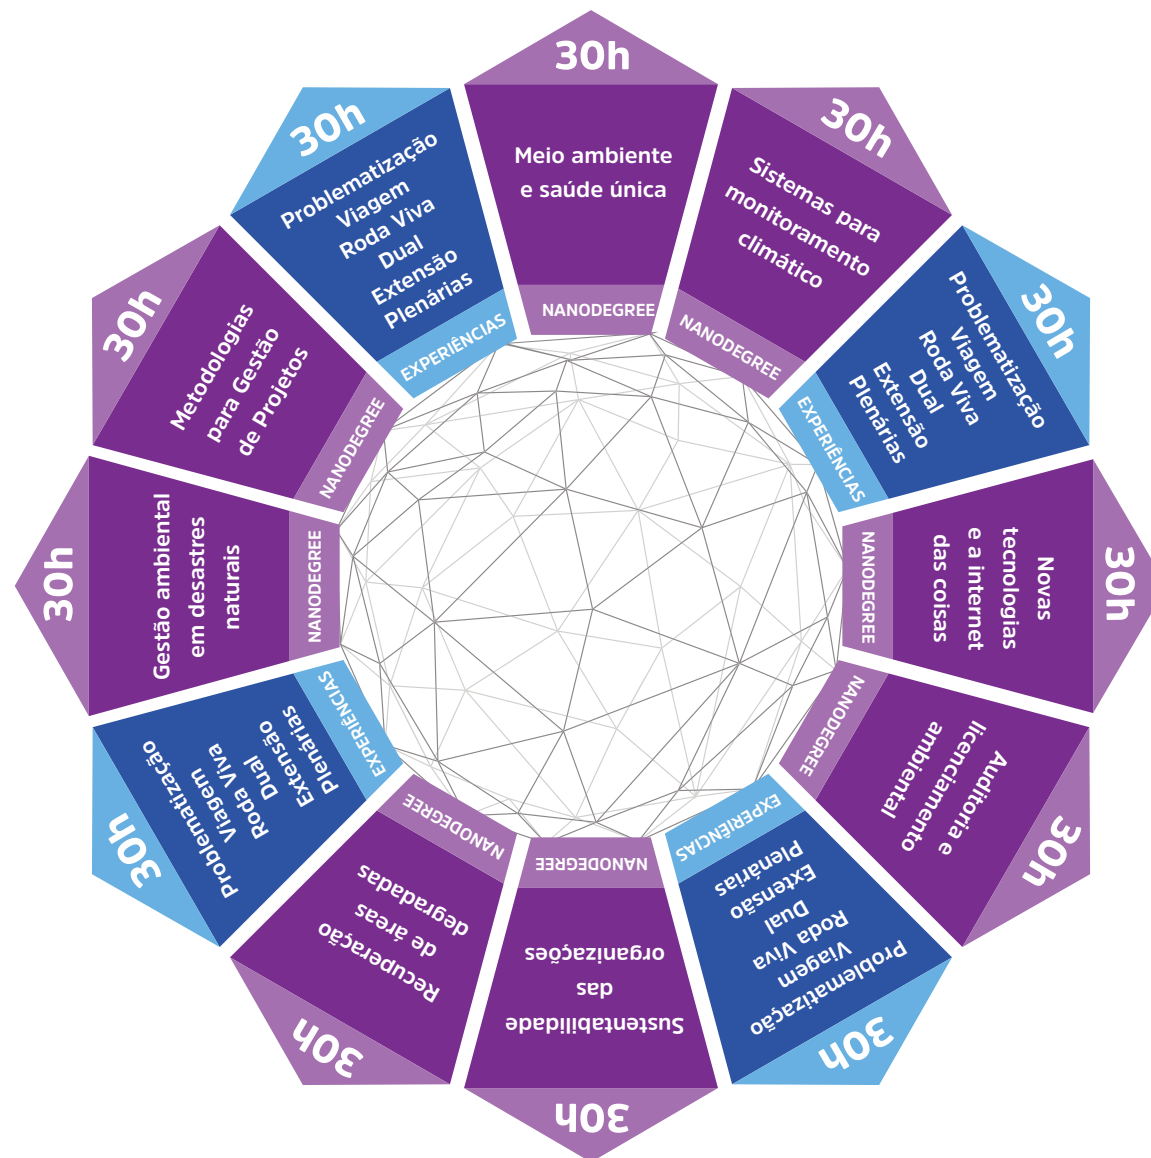 30h
Meio ambiente
e saúde única
NANODEGREE
30h
Sistemas para
monitoramento
climático
NANODEGREE
30h
Problematização
Viagem
Roda Viva
Dual
Extensão
Plenárias
EXPERIÊNCIAS
30h
Novas
tecnologias
e a internet
das coisas
NANODEGREE
30h
Auditoria e
licenciamento
ambiental
NANODEGREE
30h
Problematização
Viagem
Roda Viva
Dual
Extensão
Plenárias
EXPERIÊNCIAS
30h
Sustentabilidade
das
organizações
NANODEGREE
30h
Recuperação
de áreas
degradadas
NANODEGREE
30h
Problematização
Viagem
Roda Viva
Dual
Extensão
Plenárias
EXPERIÊNCIAS
30h
Gestão ambiental
em desastres
naturais
NANODEGREE
30h
Metodologias
para Gestão
de Projetos
NANODEGREE
30h
Problematização
Viagem
Roda Viva
Dual
Extensão
Plenárias
EXPERIÊNCIAS